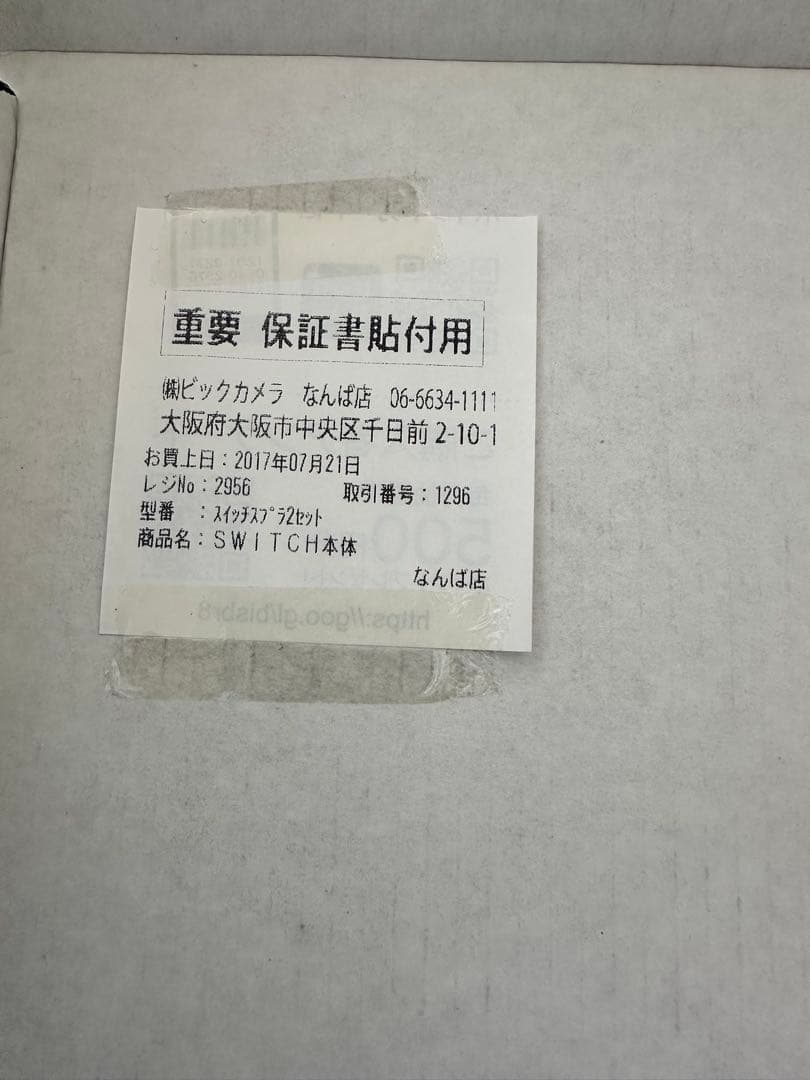 重要 保証書貼付用
㈱ビックカメラ なんば店 06-6634-1111
大阪府大阪市中央区千日前2-10-1
お買上日：2017年07月21日
レジNo：2956 取引番号：1296
型番 ：ｽｲｯﾁｽﾌﾟﾗ2ｾｯﾄ
商品名：ＳＷＩＴＣＨ本体
なんば店
https://goo.gl/bisbr8